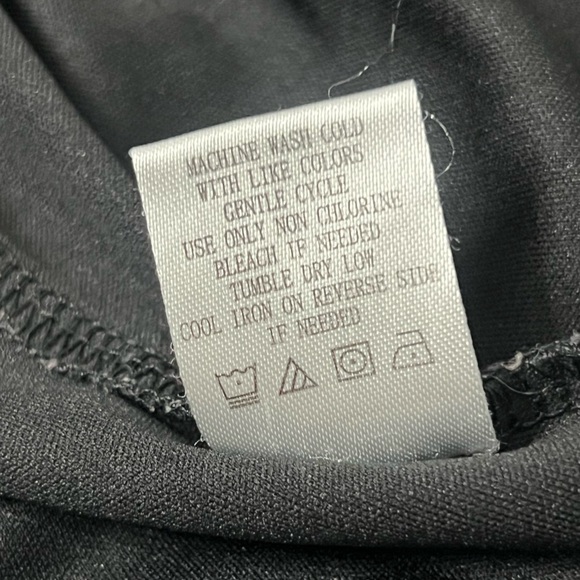 MACHINE WASH COLD
WITH LIKE COLORS
GENTLE CYCLE
USE ONLY NON CHLORINE
BLEACH IF NEEDED
TUMBLE DRY LOW
COOL IRON ON REVERSE SIDE
IF NEEDED